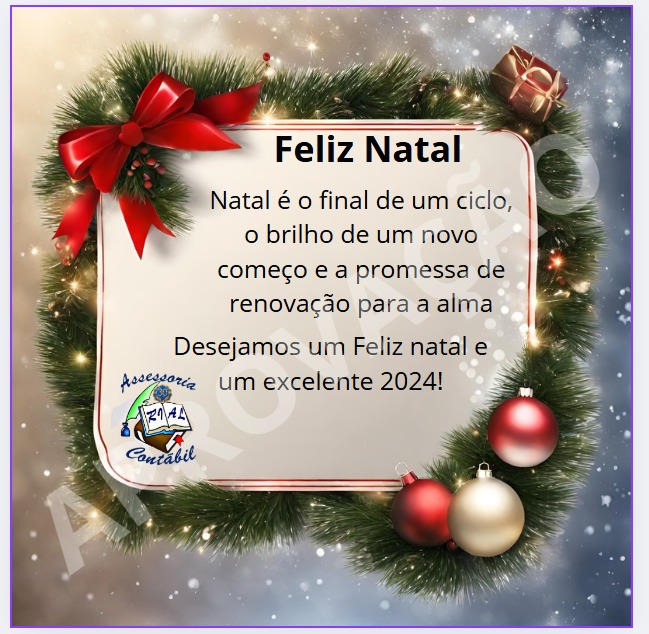 Feliz Natal
Natal é o final de um ciclo,
o brilho de um novo
começo e a promessa de
renovação para a alma
Desejamos um Feliz natal e
um excelente 2024!
Assessoria
RIAL
Contábil
APROVAÇÃO